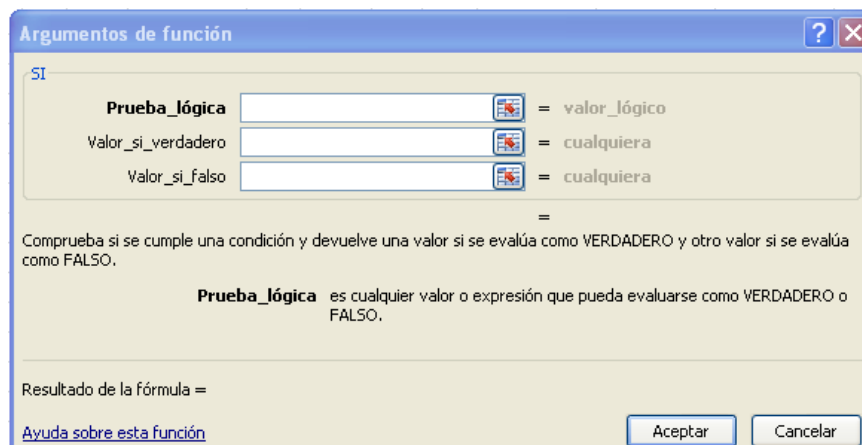 Argumentos de función
SI
Prueba_lógica = valor_lógico
Valor_si_verdadero = cualquiera
Valor_si_falso = cualquiera
=
Comprueba si se cumple una condición y devuelve una valor si se evalúa como VERDADERO y otro valor si se evalúa
como FALSO.
Prueba_lógica es cualquier valor o expresión que pueda evaluarse como VERDADERO o
FALSO.
Resultado de la fórmula =
Ayuda sobre esta función Aceptar Cancelar